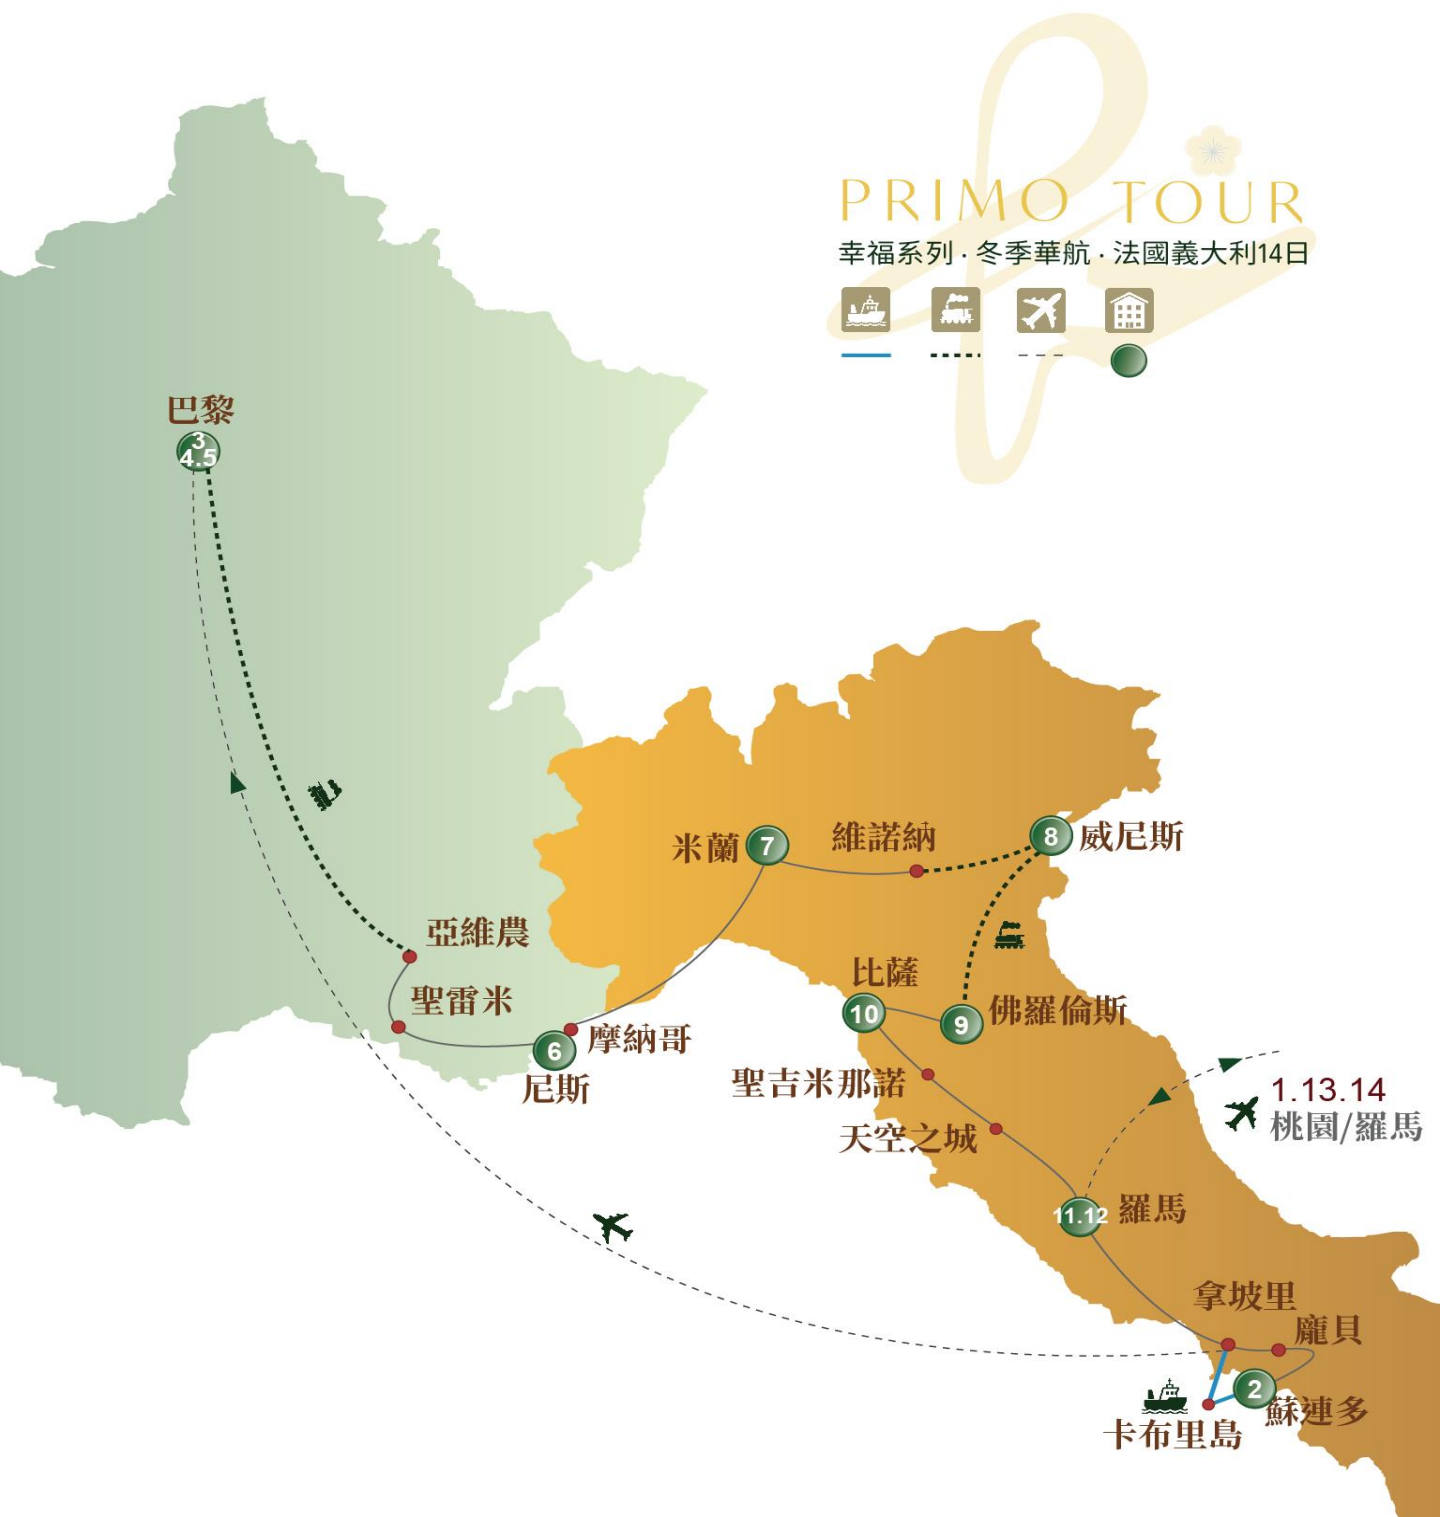 PRIMO TOUR
幸福系列·冬季華航·法國義大利14日
巴黎
3
4.5
米蘭
7
維諾納
8
威尼斯
亞維農
聖雷米
比薩
10
佛羅倫斯
9
摩納哥
6
尼斯
聖吉米那諾
天空之城
1.13.14
桃園/羅馬
11.12
羅馬
拿坡里
龐貝
2
蘇連多
卡布里島